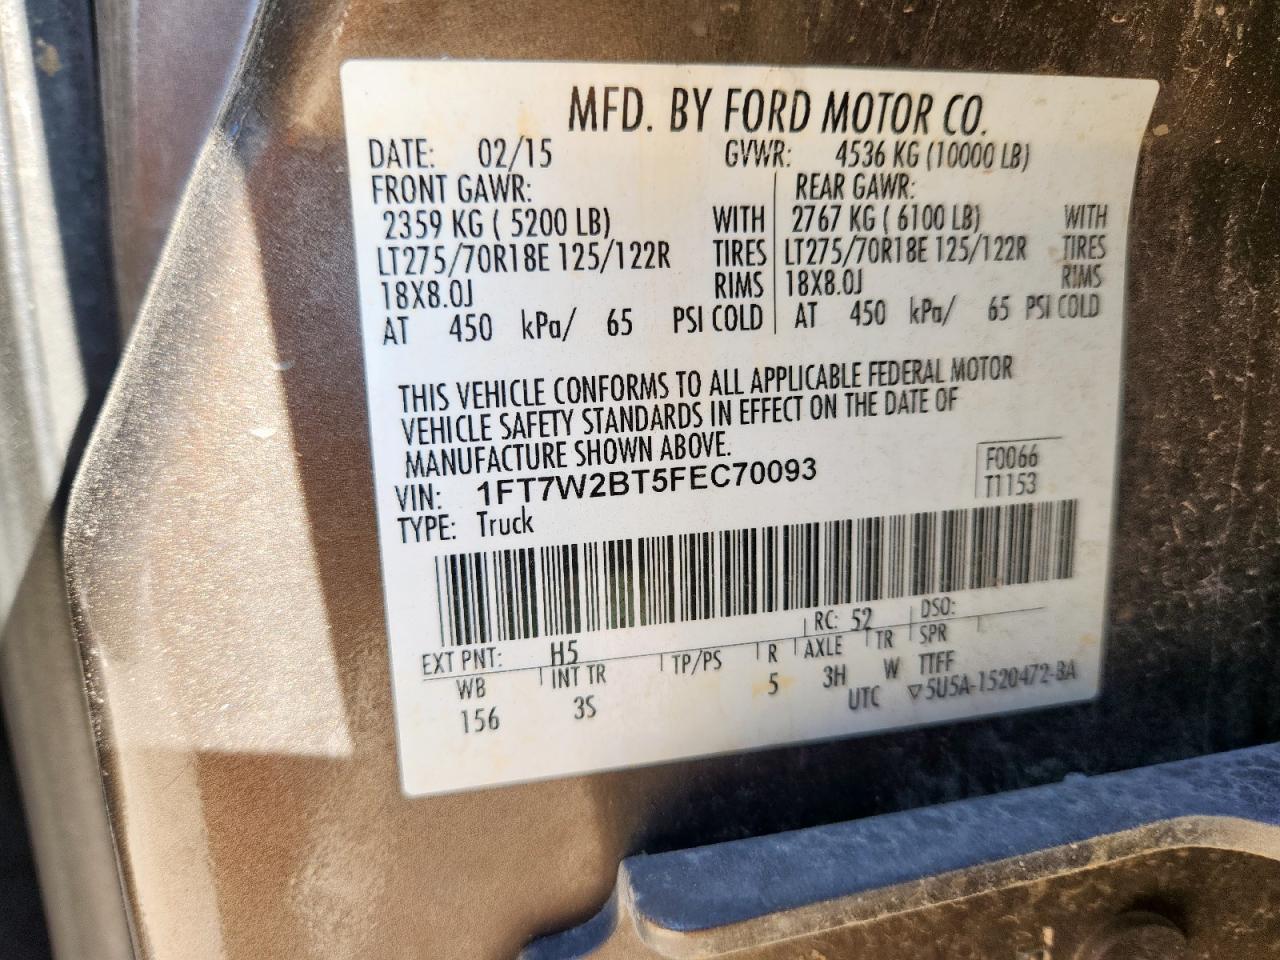 MFD. BY FORD MOTOR CO.
DATE: 02/15 GVWR: 4536 KG (10000 LB)
FRONT GAWR: REAR GAWR:
2359 KG ( 5200 LB) WITH 2767 KG ( 6100 LB) WITH
LT275/70R18E 125/122R TIRES LT275/70R18E 125/122R TIRES
18X8.0J RIMS 18X8.0J RIMS
AT 450 kPa/ 65 PSI COLD AT 450 kPa/ 65 PSI COLD
THIS VEHICLE CONFORMS TO ALL APPLICABLE FEDERAL MOTOR
VEHICLE SAFETY STANDARDS IN EFFECT ON THE DATE OF
MANUFACTURE SHOWN ABOVE.
VIN: 1FT7W2BT5FEC70093
TYPE: Truck
F0066
T1153
EXT PNT: H5 RC: 52 DSO:
WB INT TR TP/PS R AXLE TR SPR
156 3S 5 3H W TTFF
UTC ▽5U5A-1520472-BA